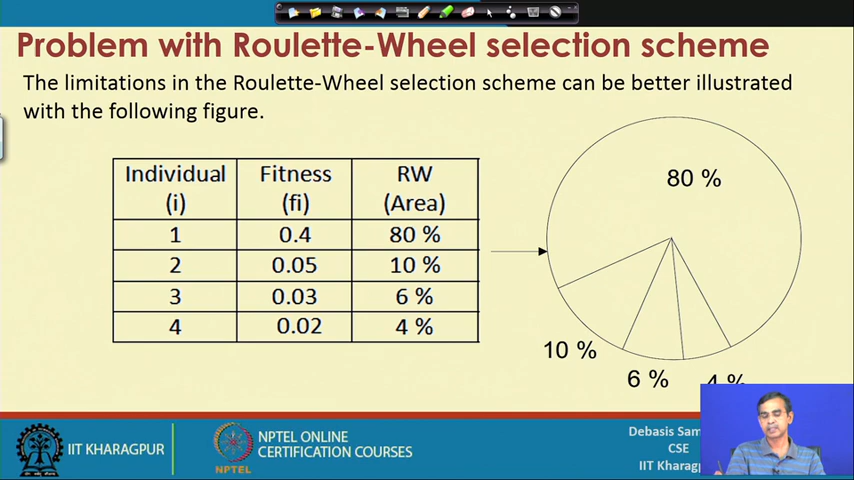 Problem with Roulette-Wheel selection scheme
The limitations in the Roulette-Wheel selection scheme can be better illustrated
with the following figure.
Individual Fitness RW
(i) (fi) (Area)
1 0.4 80 %
2 0.05 10 %
3 0.03 6 %
4 0.02 4 %
80 %
10 %
6 %
4 %
IIT KHARAGPUR
NPTEL
NPTEL ONLINE
CERTIFICATION COURSES
Debasis
CSE
IIT